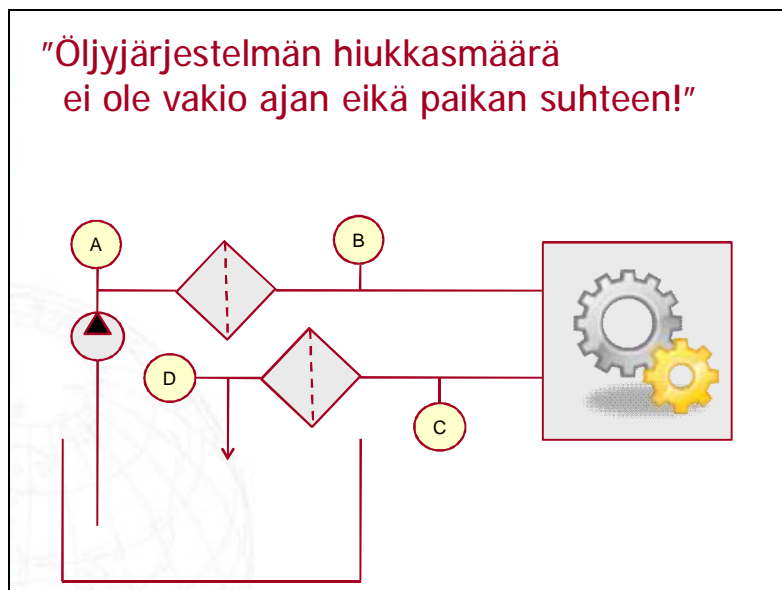 ”Öljyjärjestelmän hiukkasmäärä
ei ole vakio ajan eikä paikan suhteen!”
A
B
D
C